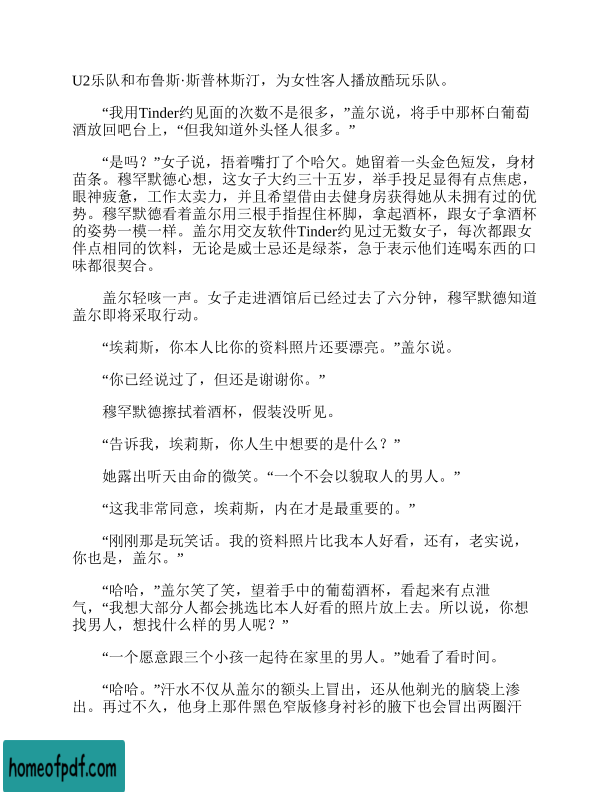 U2乐队和布鲁斯·斯普林斯汀，为女性客人播放酷玩乐队。
“我用Tinder约见面的次数不是很多，”盖尔说，将手中那杯白葡萄
酒放回吧台上，“但我知道外头怪人很多。”
“是吗？”女子说，捂着嘴打了个哈欠。她留着一头金色短发，身材
苗条。穆罕默德心想，这女子大约三十五岁，举手投足显得有点焦虑，
眼神疲惫，工作太卖力，并且希望借由去健身房获得她从未拥有过的优
势。穆罕默德看着盖尔用三根手指捏住杯脚，拿起酒杯，跟女子拿酒杯
的姿势一模一样。盖尔用交友软件Tinder约见过无数女子，每次都跟女
伴点相同的饮料，无论是威士忌还是绿茶，急于表示他们连喝东西的口
味都很契合。
盖尔轻咳一声。女子走进酒馆后已经过去了六分钟，穆罕默德知道
盖尔即将采取行动。
“埃莉斯，你本人比你的资料照片还要漂亮。”盖尔说。
“你已经说过了，但还是谢谢你。”
穆罕默德擦拭着酒杯，假装没听见。
“告诉我，埃莉斯，你人生中想要的是什么？”
她露出听天由命的微笑。“一个不会以貌取人的男人。”
“这我非常同意，埃莉斯，内在才是最重要的。”
“刚刚那是玩笑话。我的资料照片比我本人好看，还有，老实说，
你也是，盖尔。”
“哈哈，”盖尔笑了笑，望着手中的葡萄酒杯，看起来有点泄
气，“我想大部分人都会挑选比本人好看的照片放上去。所以说，你想
找男人，想找什么样的男人呢？”
“一个愿意跟三个小孩一起待在家里的男人。”她看了看时间。
“哈哈。”汗水不仅从盖尔的额头上冒出，还从他剃光的脑袋上渗
出。再过不久，他身上那件黑色窄版修身衬衫的腋下也会冒出两圈汗
homeofpdf.com